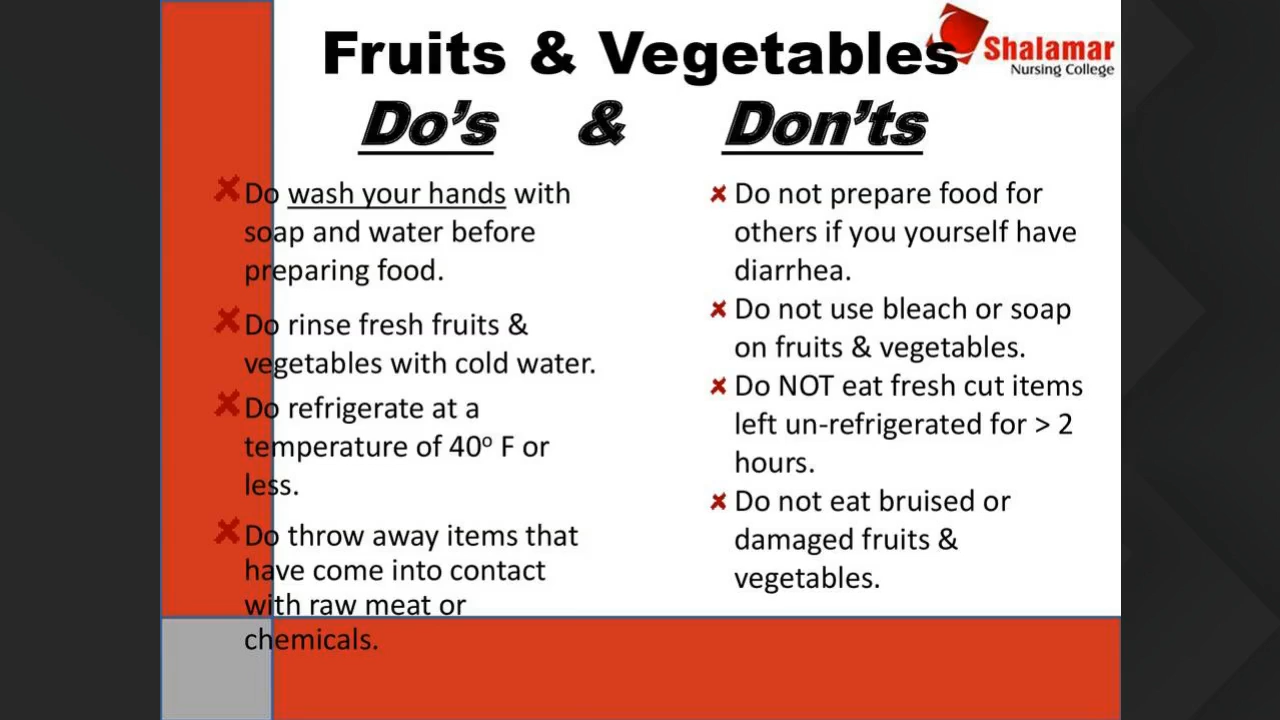 Fruits & Vegetables
Shalamar
Nursing College
Do's & Don'ts
Do wash your hands with
soap and water before
preparing food.
Do rinse fresh fruits &
vegetables with cold water.
Do refrigerate at a
temperature of 40º F or
less.
Do throw away items that
have come into contact
with raw meat or
chemicals.
Do not prepare food for
others if you yourself have
diarrhea.
Do not use bleach or soap
on fruits & vegetables.
Do NOT eat fresh cut items
left un-refrigerated for > 2
hours.
Do not eat bruised or
damaged fruits &
vegetables.